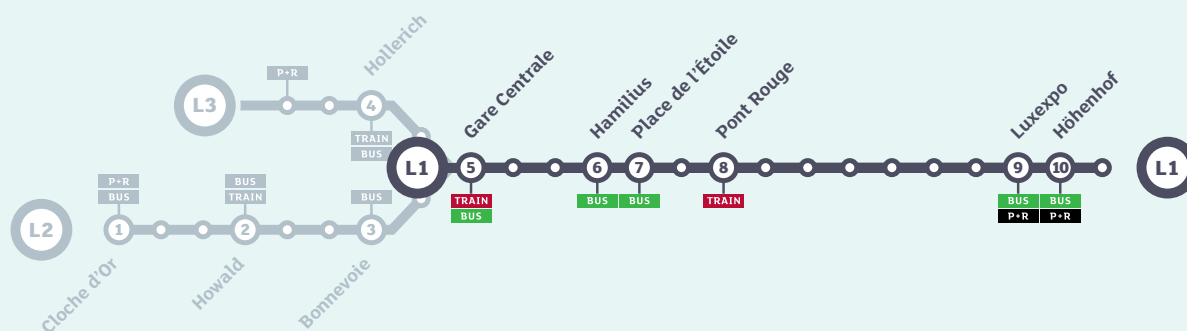 Hollerich
P+R
L3
4
TRAIN
BUS
Gare Centrale
Hamilius
Place de l'Étoile
Pont Rouge
Luxexpo
Höhenhof
L1
5
6
7
8
9
10
L1
TRAIN
BUS
BUS
BUS
TRAIN
BUS
P+R
BUS
P+R
P+R
BUS
BUS
TRAIN
BUS
L2
1
2
3
Cloche d'Or
Howald
Bonnevoie